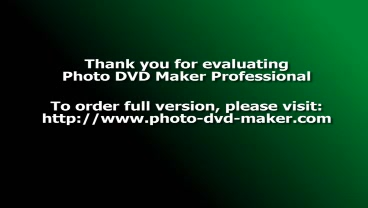 Thank you for evaluating
Photo DVD Maker Professional
To order full version, please visit:
http://www.photo-dvd-maker.com